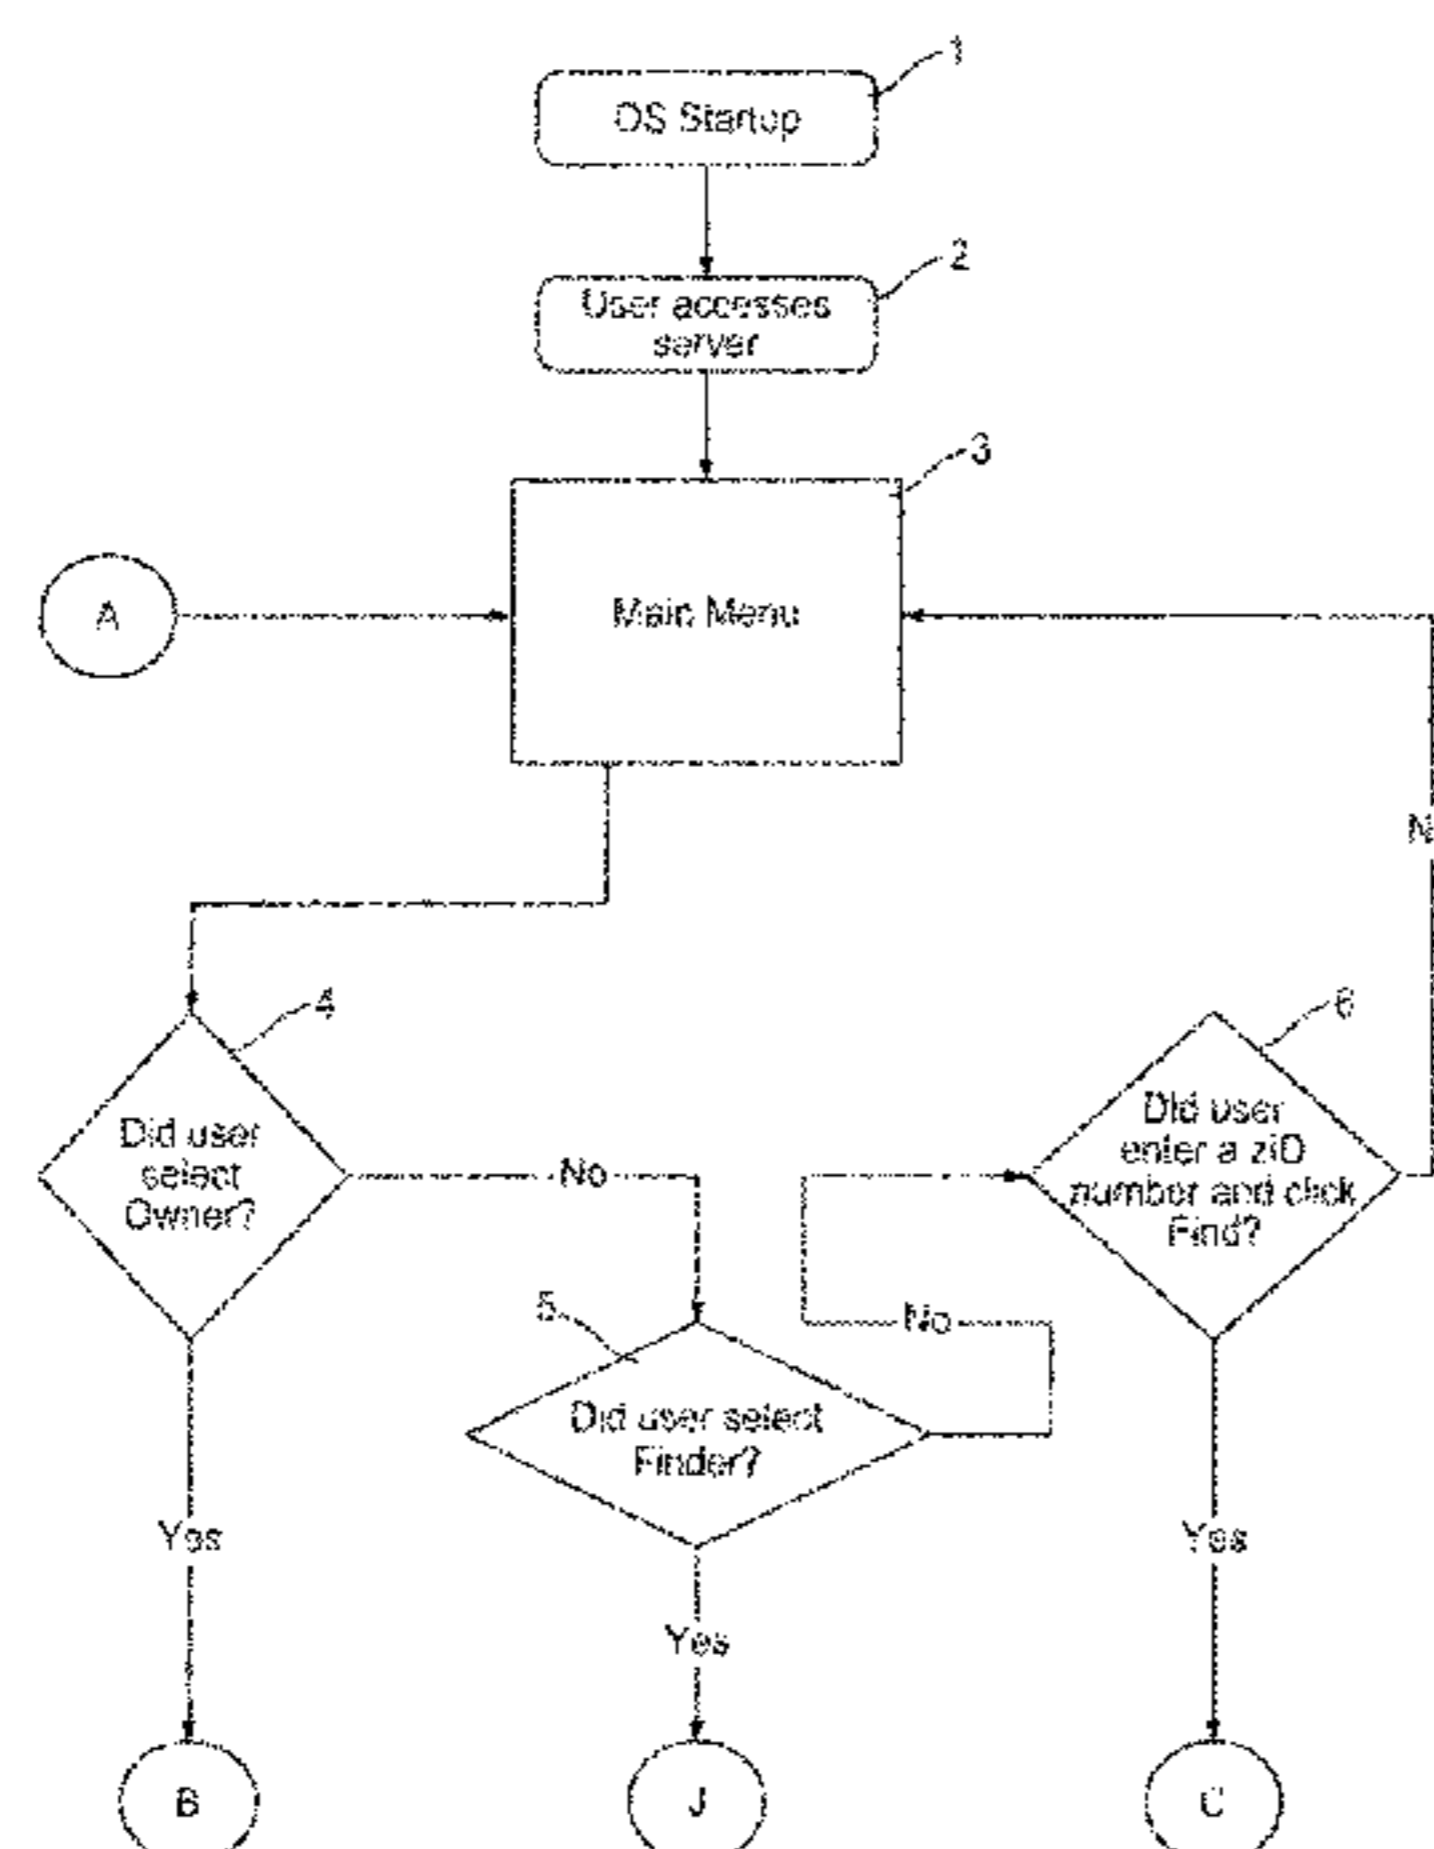 1
OS Startup
2
User accesses
server
3
A
Main Menu
N
4
6
Did user
select
Owner?
No
Did user
enter a ziD
number and click
Find?
5
No
Did user select
Finder?
Yes
Yes
Yes
B
J
C